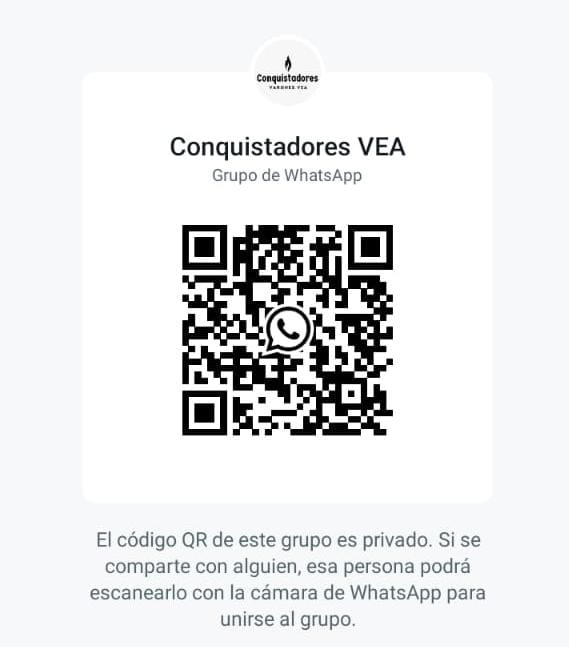 Conquistadores
VARONES VEA
Conquistadores VEA
Grupo de WhatsApp
El código QR de este grupo es privado. Si se
comparte con alguien, esa persona podrá
escanearlo con la cámara de WhatsApp para
unirse al grupo.